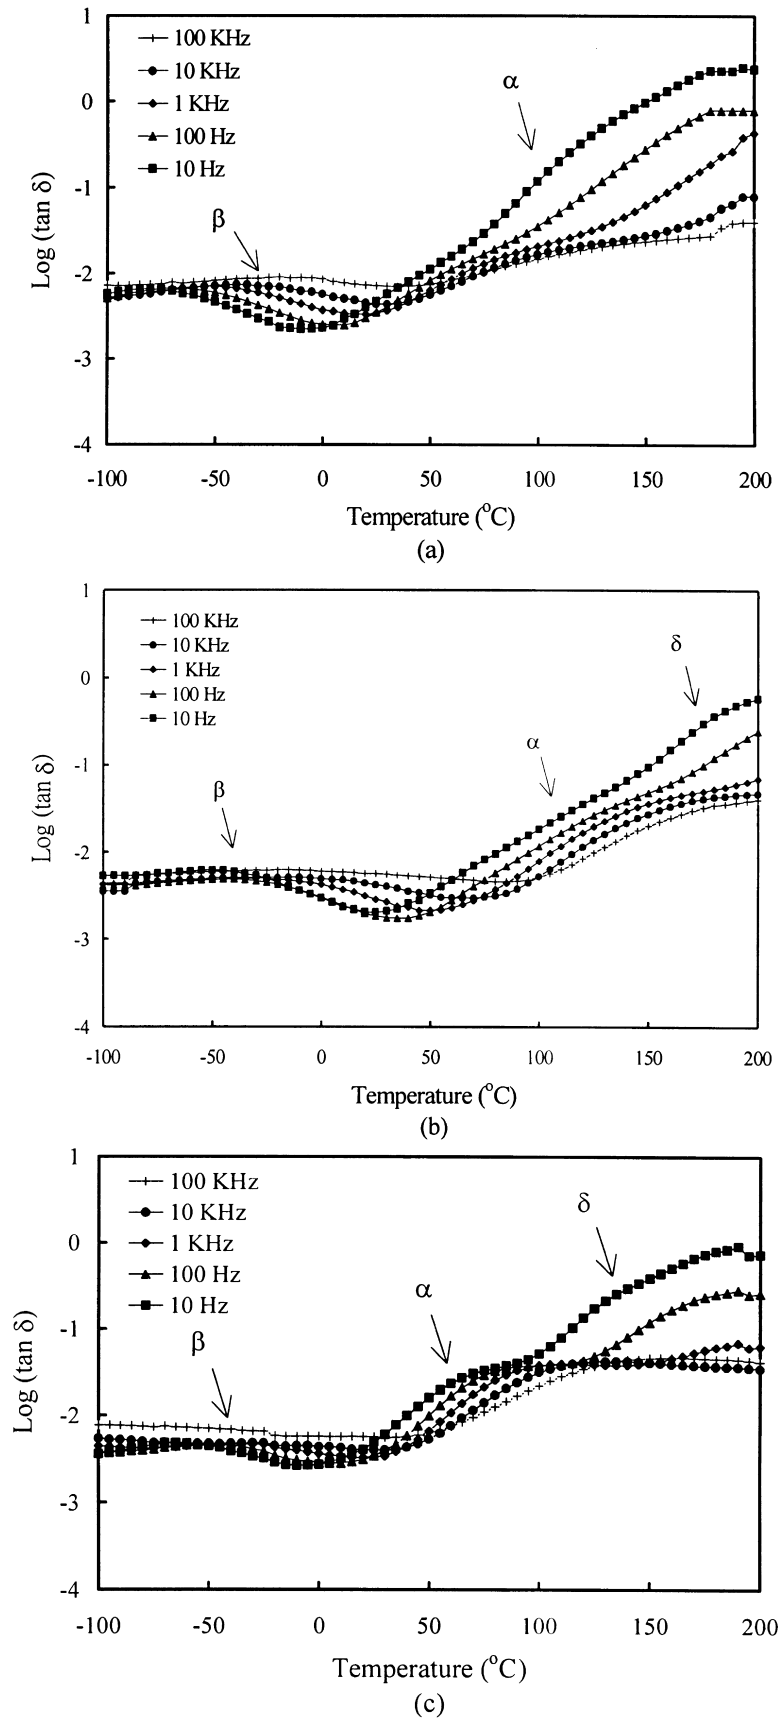 1
100 KHz
10 KHz
1 KHz
100 Hz
10 Hz
α
0
-1
β
Log (tan δ)
-2
-3
-4
-100 -50 0 50 100 150 200
Temperature (°C)
(a)
1
100 KHz
10 KHz
1 KHz
100 Hz
10 Hz
δ
0
α
-1
β
Log (tan δ)
-2
-3
-4
-100 -50 0 50 100 150 200
Temperature (°C)
(b)
1
100 KHz
10 KHz
1 KHz
100 Hz
10 Hz
δ
0
α
-1
β
Log (tan δ)
-2
-3
-4
-100 -50 0 50 100 150 200
Temperature (°C)
(c)